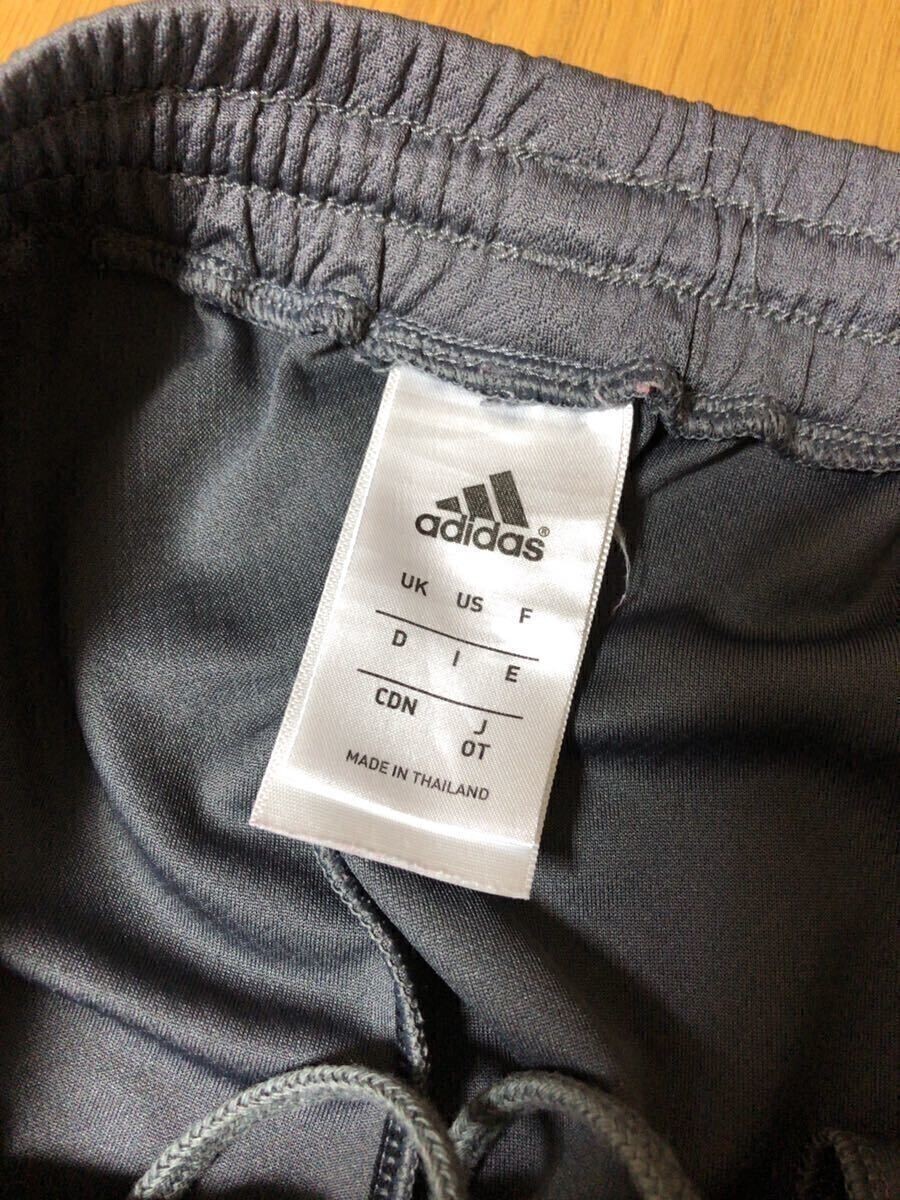 adidas®
UK US F
D I E
CDN J
OT
MADE IN THAILAND